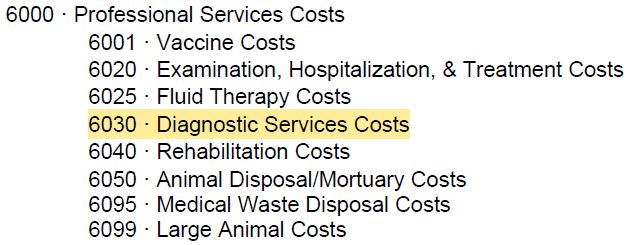 6000 · Professional Services Costs
6001 · Vaccine Costs
6020 · Examination, Hospitalization, & Treatment Costs
6025 · Fluid Therapy Costs
6030 · Diagnostic Services Costs
6040 · Rehabilitation Costs
6050 · Animal Disposal/Mortuary Costs
6095 · Medical Waste Disposal Costs
6099 · Large Animal Costs